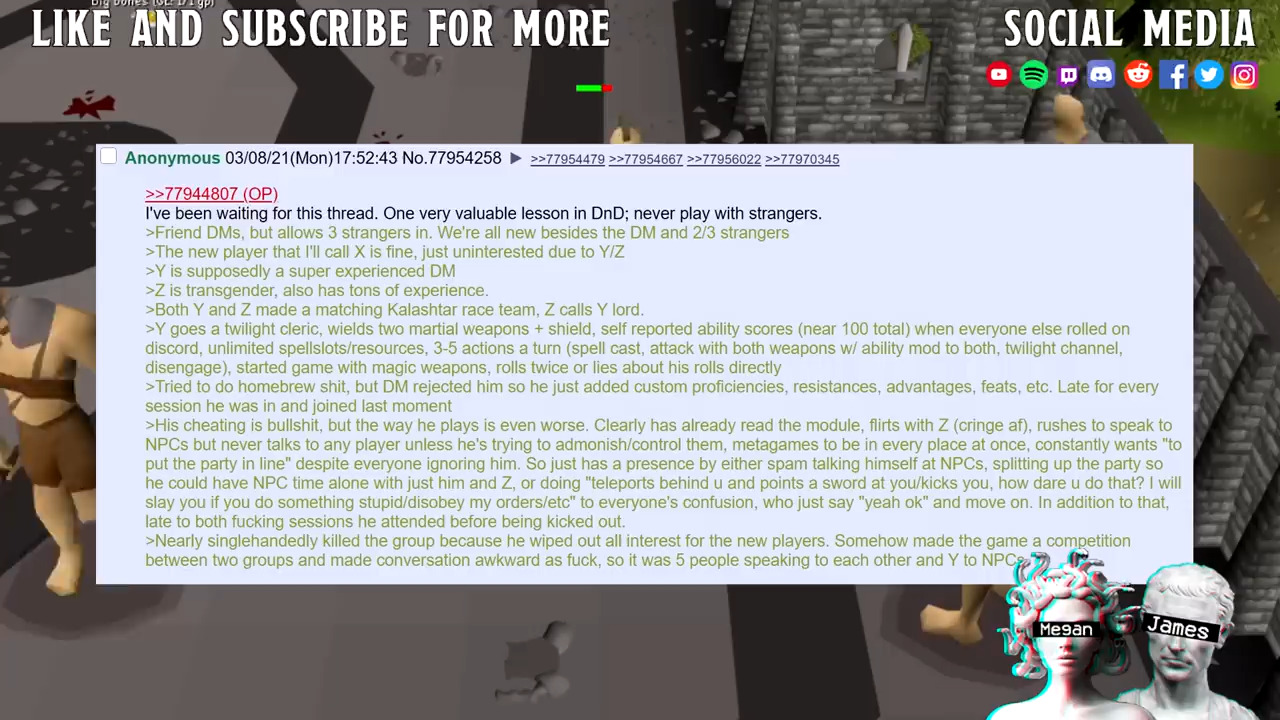 Big bones (GE: 171 gp)
LIKE AND SUBSCRIBE FOR MORE
SOCIAL MEDIA
Anonymous 03/08/21(Mon)17:52:43 No.77954258 ▶ >>77954479 >>77954667 >>77956022 >>77970345
>>77944807 (OP)
I've been waiting for this thread. One very valuable lesson in DnD; never play with strangers.
>Friend DMs, but allows 3 strangers in. We're all new besides the DM and 2/3 strangers
>The new player that I'll call X is fine, just uninterested due to Y/Z
>Y is supposedly a super experienced DM
>Z is transgender, also has tons of experience.
>Both Y and Z made a matching Kalashtar race team, Z calls Y lord.
>Y goes a twilight cleric, wields two martial weapons + shield, self reported ability scores (near 100 total) when everyone else rolled on
discord, unlimited spellslots/resources, 3-5 actions a turn (spell cast, attack with both weapons w/ ability mod to both, twilight channel,
disengage), started game with magic weapons, rolls twice or lies about his rolls directly
>Tried to do homebrew shit, but DM rejected him so he just added custom proficiencies, resistances, advantages, feats, etc. Late for every
session he was in and joined last moment
>His cheating is bullshit, but the way he plays is even worse. Clearly has already read the module, flirts with Z (cringe af), rushes to speak to
NPCs but never talks to any player unless he's trying to admonish/control them, metagames to be in every place at once, constantly wants "to
put the party in line" despite everyone ignoring him. So just has a presence by either spam talking himself at NPCs, splitting up the party so
he could have NPC time alone with just him and Z, or doing "teleports behind u and points a sword at you/kicks you, how dare u do that? I will
slay you if you do something stupid/disobey my orders/etc" to everyone's confusion, who just say "yeah ok" and move on. In addition to that,
late to both fucking sessions he attended before being kicked out.
>Nearly singlehandedly killed the group because he wiped out all interest for the new players. Somehow made the game a competition
between two groups and made conversation awkward as fuck, so it was 5 people speaking to each other and Y to NPCs
Megan
James